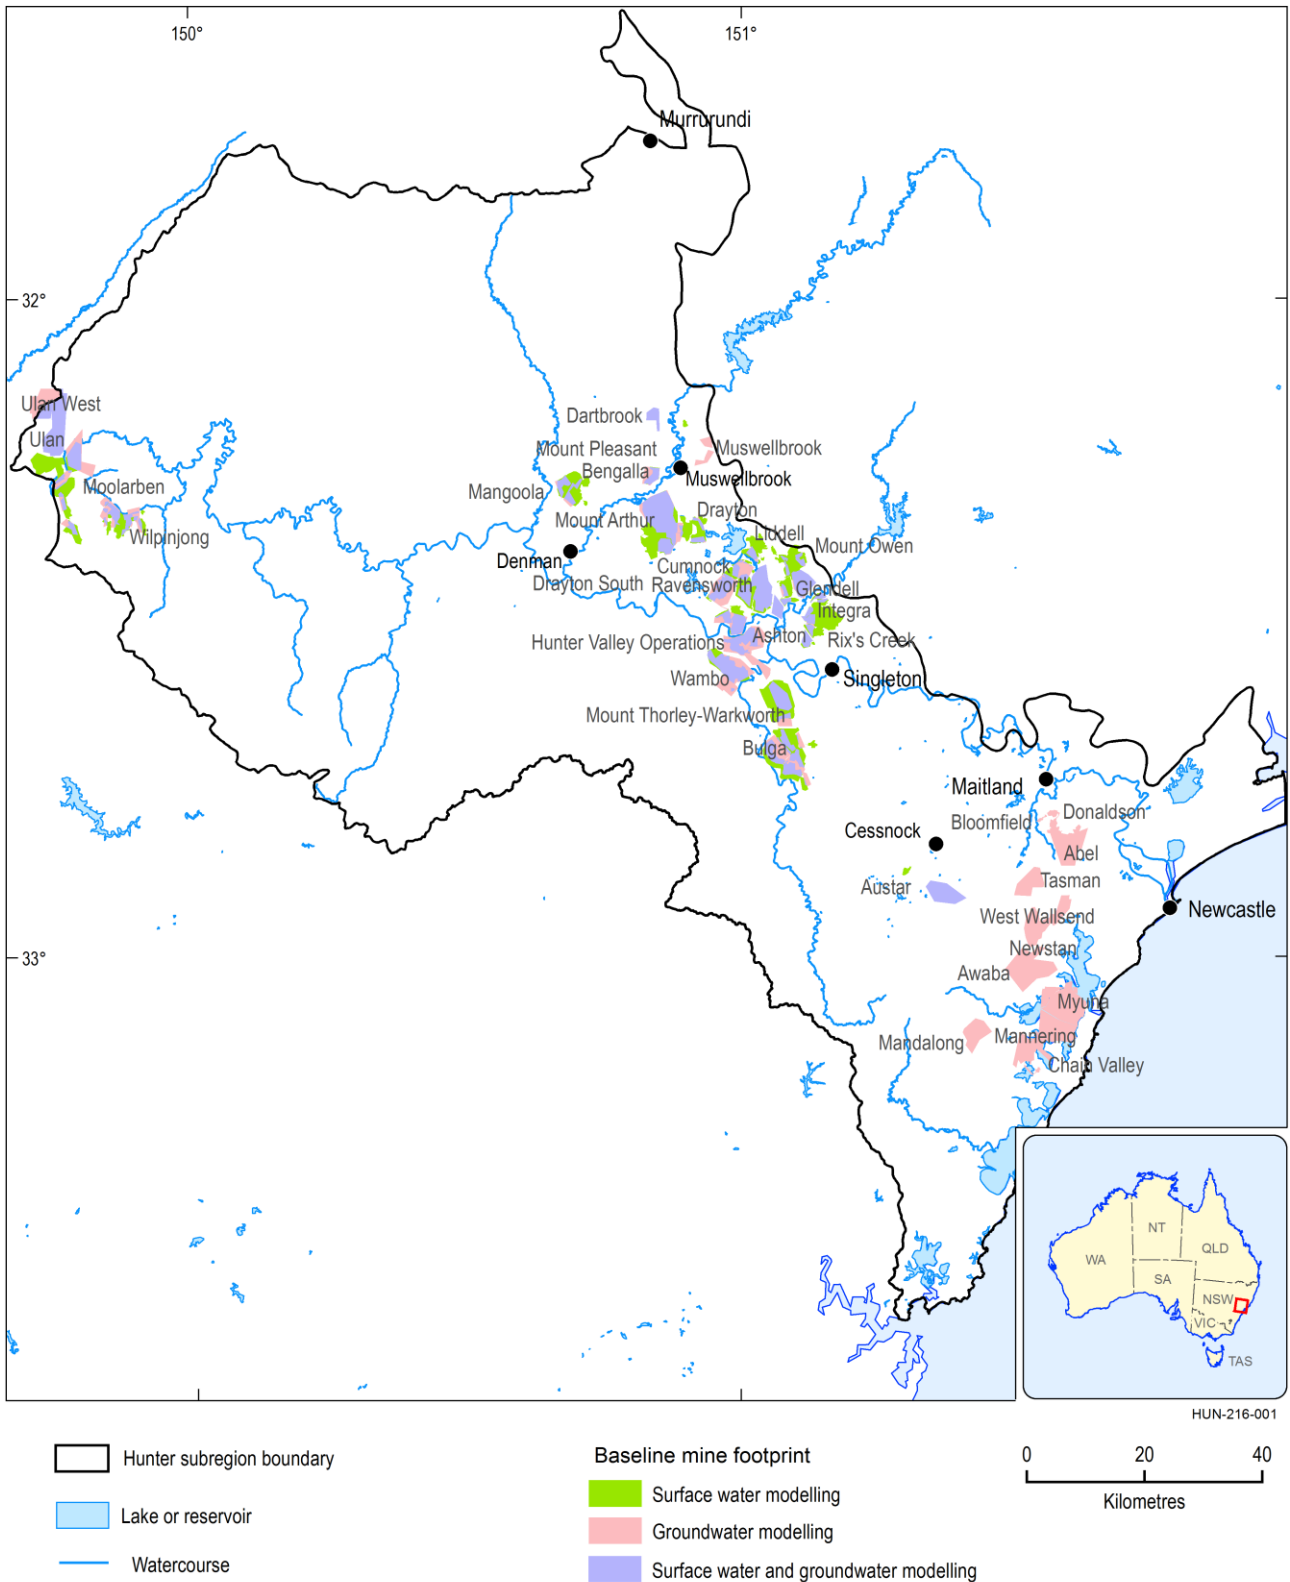 150°
151°
Murrurundi
32°
Ulan West
Ulan
Dartbrook
Mount Pleasant
Muswellbrook
Bengalla
Muswellbrook
Moolarben
Mangoola
Mount Arthur
Drayton
Wilpinjong
Liddell
Mount Owen
Denman
Cumnock
Drayton South
Ravensworth
Glendell
Integra
Hunter Valley Operations
Ashton
Rix's Creek
Wambo
Singleton
Mount Thorley-Warkworth
Bulga
Maitland
Bloomfield
Donaldson
Cessnock
Abel
Austar
Tasman
West Wallsend
Newcastle
Newstan
33°
Awaba
Myuna
Mandalong
Mannering
Chain Valley
NT
QLD
WA
SA
NSW
VIC
TAS
HUN-216-001
Hunter subregion boundary
Lake or reservoir
Watercourse
Baseline mine footprint
Surface water modelling
Groundwater modelling
Surface water and groundwater modelling
0 20 40
Kilometres